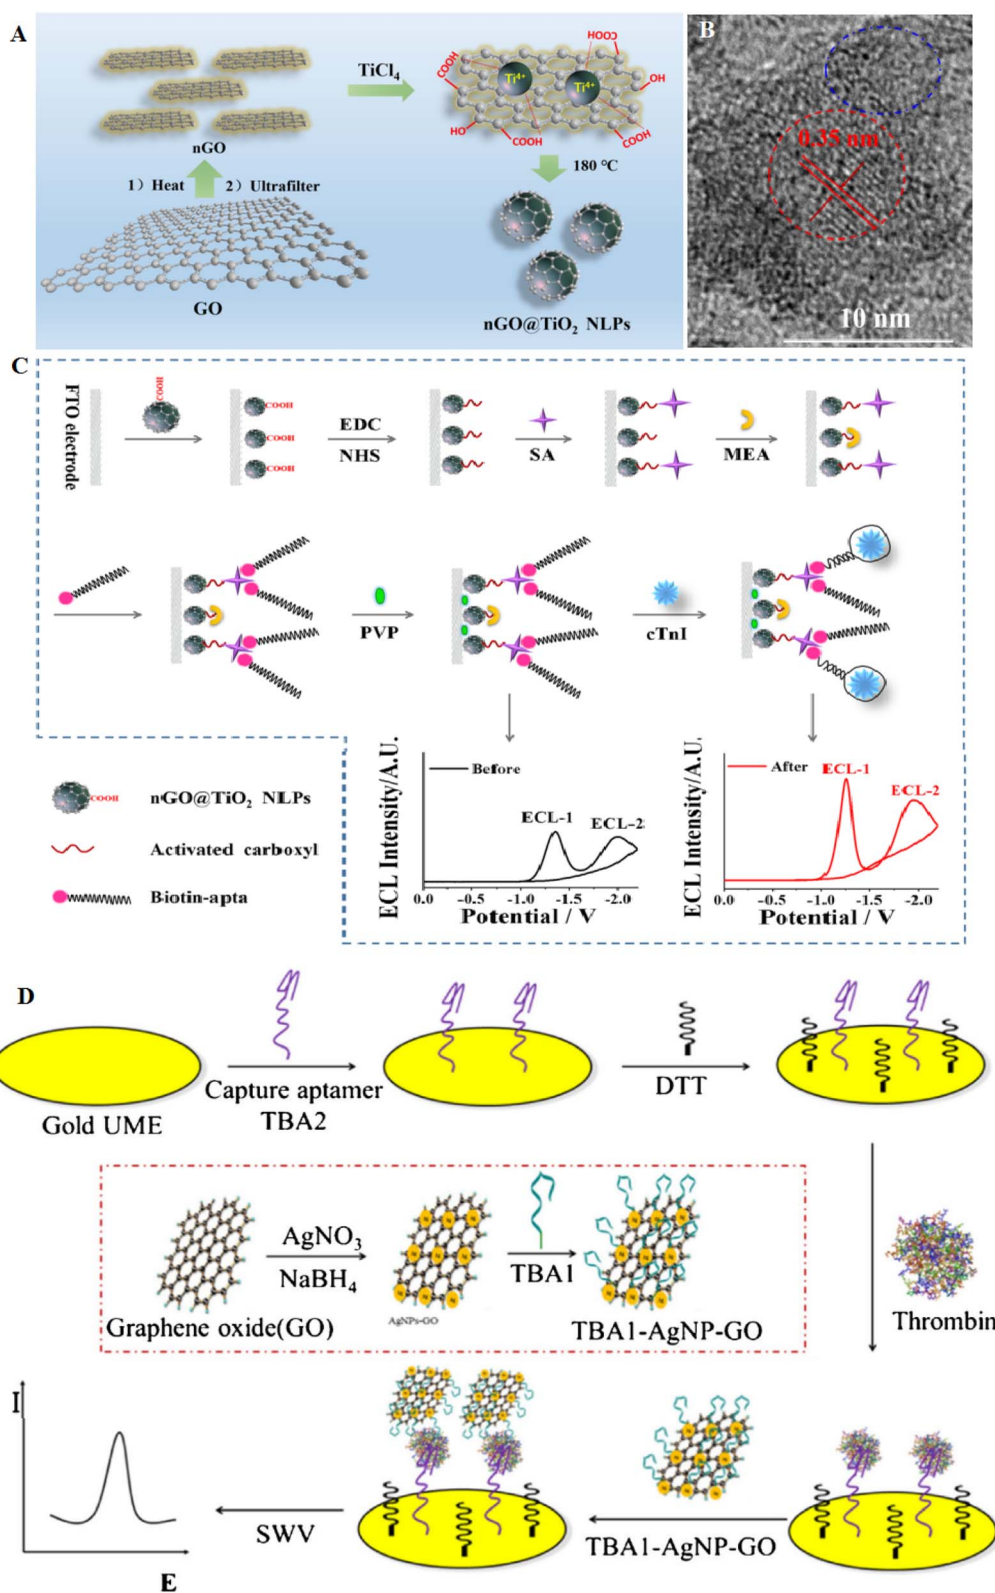 A
TiCl4
COOH
HOOC
Ti4+
Ti4+
OH
HO
COOH
COOH
nGO
180 ℃
1）Heat
2）Ultrafilter
GO
nGO@TiO2 NLPs
B
0.35 nm
10 nm
C
FTO electrode
COOH
COOH
COOH
COOH
EDC
NHS
SA
MEA
PVP
cTnI
COOH
nGO@TiO2 NLPs
Activated carboxyl
Biotin-apta
ECL Intensity/A.U.
Before
ECL-1
ECL-2
0.0 -0.5 -1.0 -1.5 -2.0
Potential / V
ECL Intensity/A.U.
After
ECL-1
ECL-2
0.0 -0.5 -1.0 -1.5 -2.0
Potential / V
D
Gold UME
Capture aptamer
TBA2
DTT
AgNO3
NaBH4
TBA1
Graphene oxide(GO)
AgNPs-GO
TBA1-AgNP-GO
Thrombin
I
E
SWV
TBA1-AgNP-GO